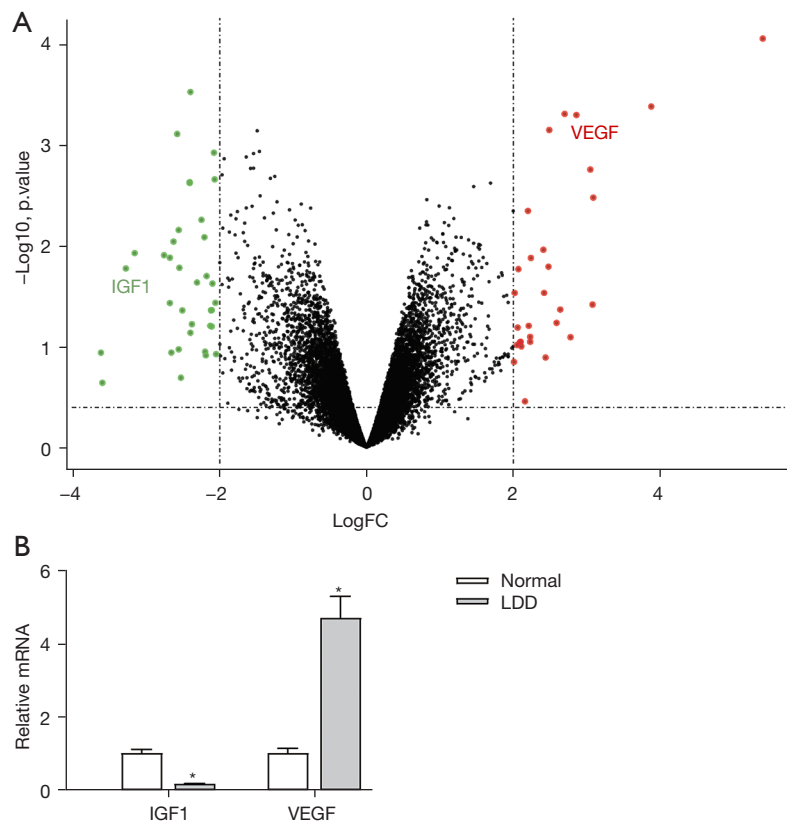 A
4
3
2
1
0
−Log10, p.value
VEGF
IGF1
−4 −2 0 2 4
LogFC
B
6
4
2
0
Relative mRNA
* *
Normal
LDD
IGF1 VEGF